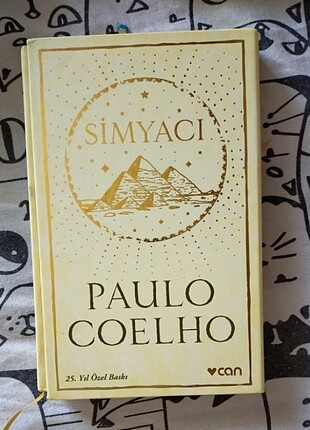 SİMYACI
PAULO
COELHO
25. Yıl Özel Baskı
can